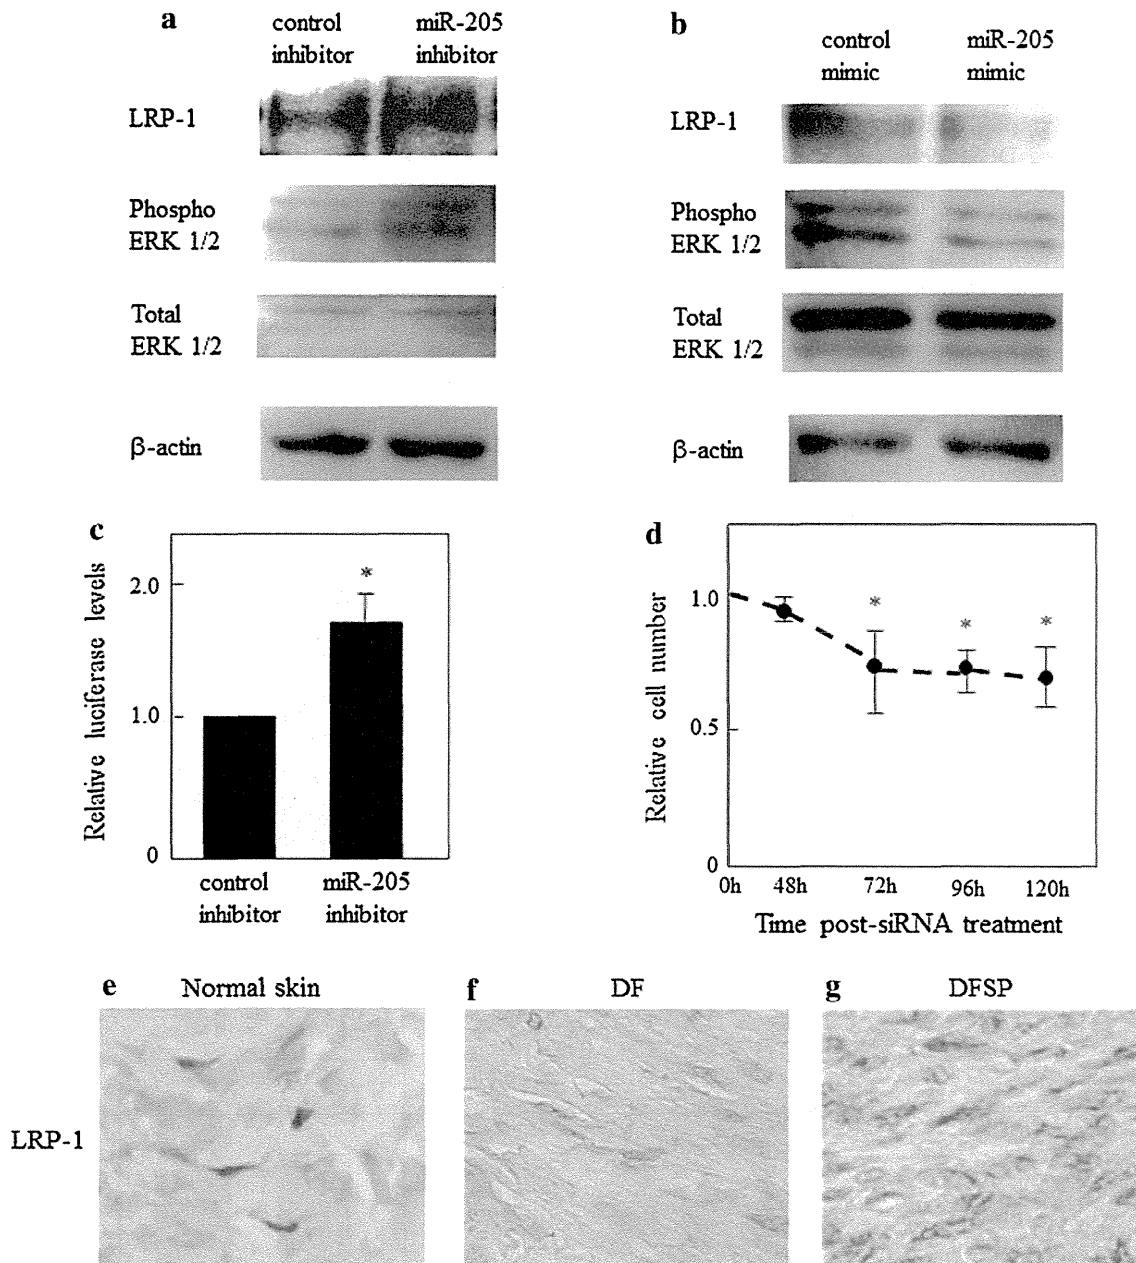 a
control
inhibitor
miR-205
inhibitor
LRP-1
Phospho
ERK 1/2
Total
ERK 1/2
β-actin
b
control
mimic
miR-205
mimic
LRP-1
Phospho
ERK 1/2
Total
ERK 1/2
β-actin
c
Relative luciferase levels
2.0
1.0
0
*
control
inhibitor
miR-205
inhibitor
d
Relative cell number
1.0
0.5
0
* * *
0h 48h 72h 96h 120h
Time post-siRNA treatment
e Normal skin
f DF
g DFSP
LRP-1